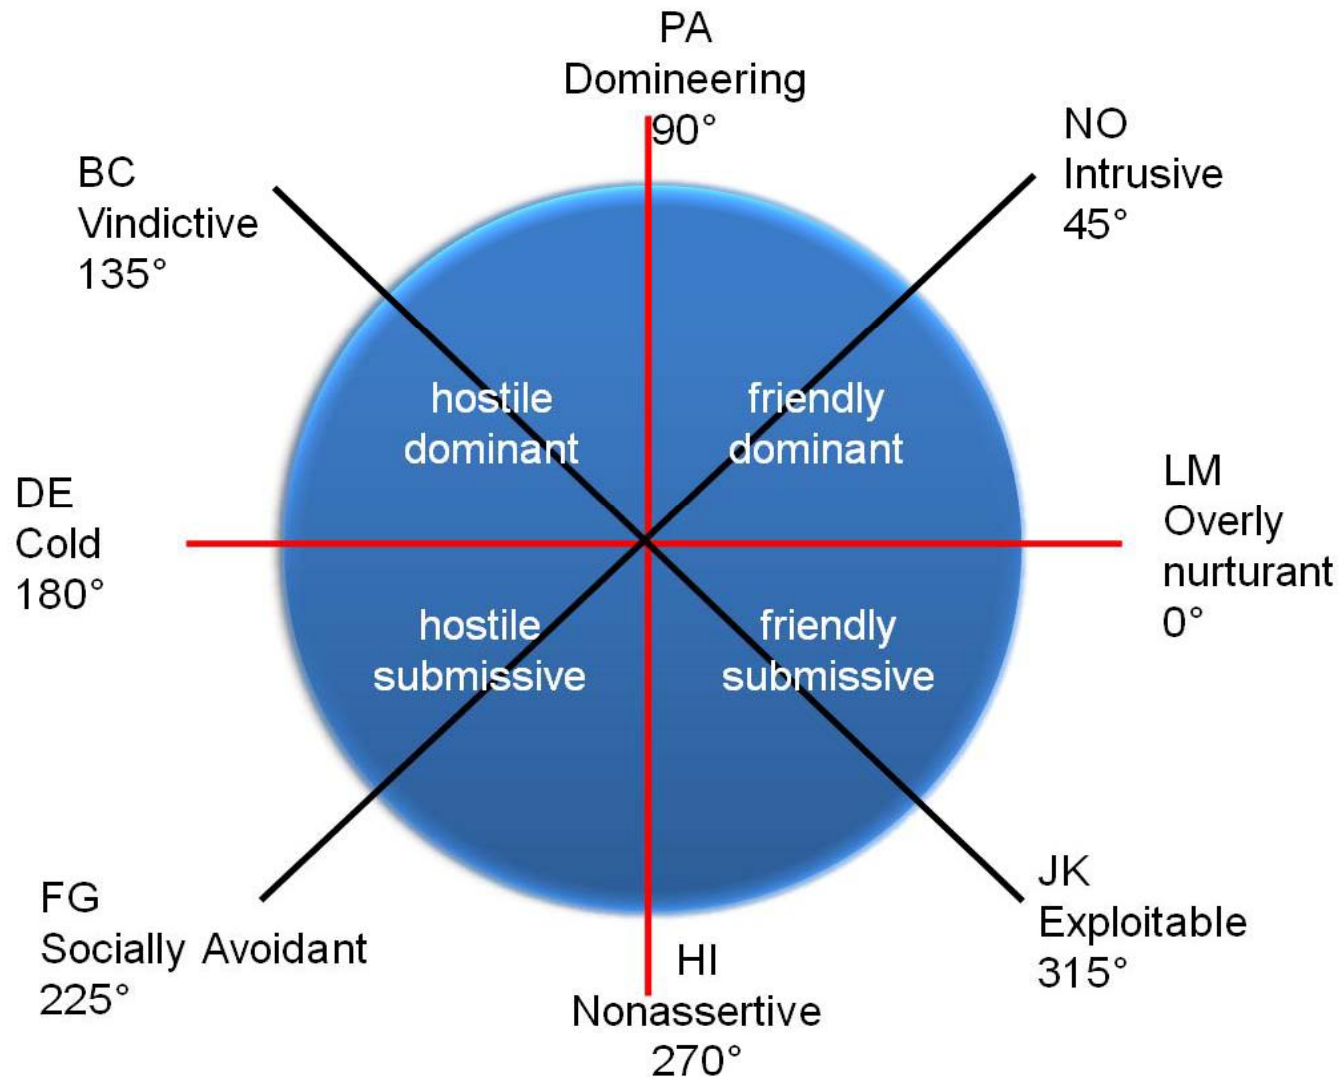 PA
Domineering
90°
NO
Intrusive
45°
BC
Vindictive
135°
hostile
dominant
friendly
dominant
DE
Cold
180°
LM
Overly
nurturant
0°
hostile
submissive
friendly
submissive
FG
Socially Avoidant
225°
HI
Nonassertive
270°
JK
Exploitable
315°